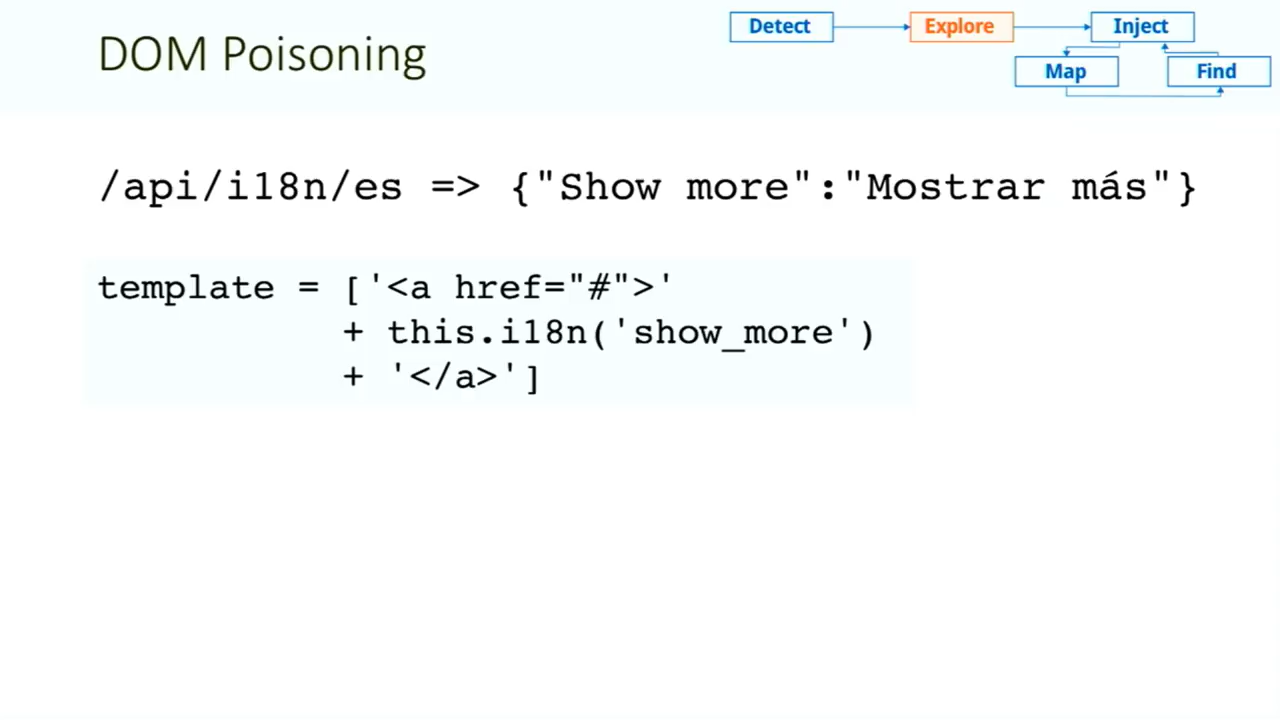 DOM Poisoning
Detect
Explore
Inject
Map
Find
/api/i18n/es => {"Show more":"Mostrar más"}
template = ['<a href="#">'
+ this.i18n('show_more')
+ '</a>']